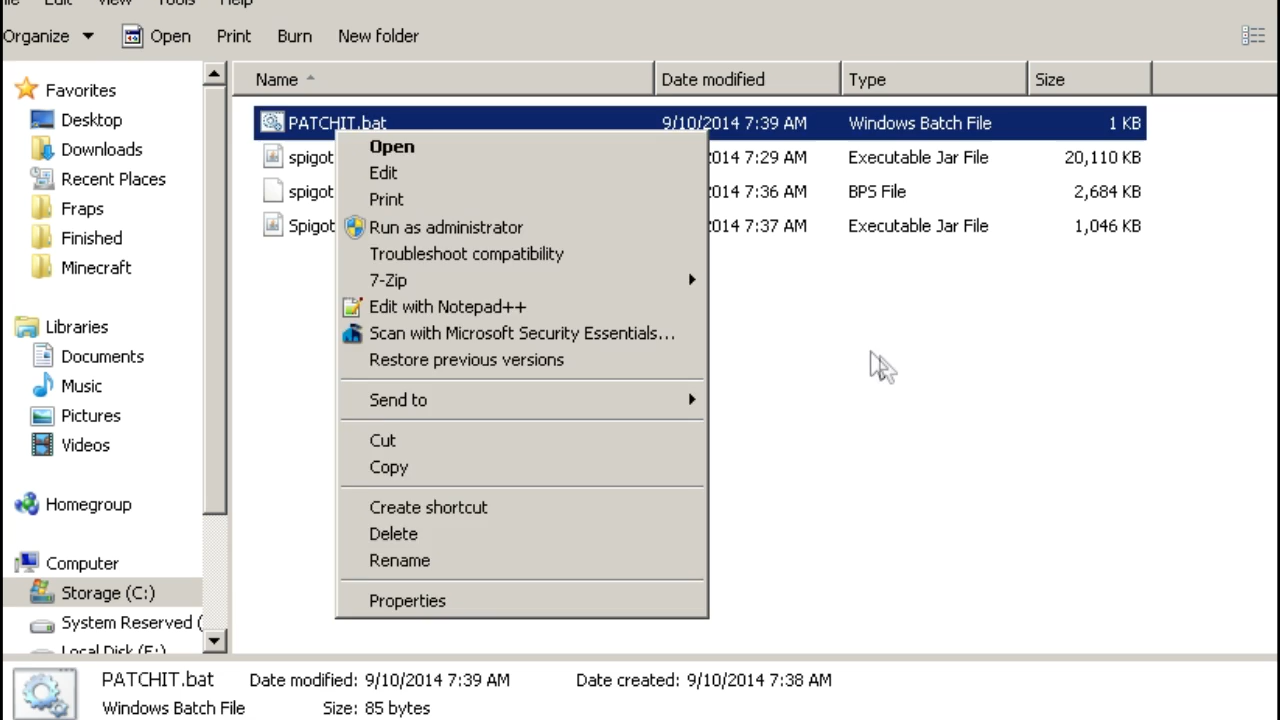 Edit View Tools Help
Organize Open Print Burn New folder
Favorites
Desktop
Downloads
Recent Places
Fraps
Finished
Minecraft
Libraries
Documents
Music
Pictures
Videos
Homegroup
Computer
Storage (C:)
System Reserved (
Local Disk (E:)
Name Date modified Type Size
PATCHIT.bat 9/10/2014 7:39 AM Windows Batch File 1 KB
spigot 2014 7:29 AM Executable Jar File 20,110 KB
spigot 2014 7:36 AM BPS File 2,684 KB
Spigot 2014 7:37 AM Executable Jar File 1,046 KB
Open
Edit
Print
Run as administrator
Troubleshoot compatibility
7-Zip
Edit with Notepad++
Scan with Microsoft Security Essentials...
Restore previous versions
Send to
Cut
Copy
Create shortcut
Delete
Rename
Properties
PATCHIT.bat Date modified: 9/10/2014 7:39 AM Date created: 9/10/2014 7:38 AM
Windows Batch File Size: 85 bytes